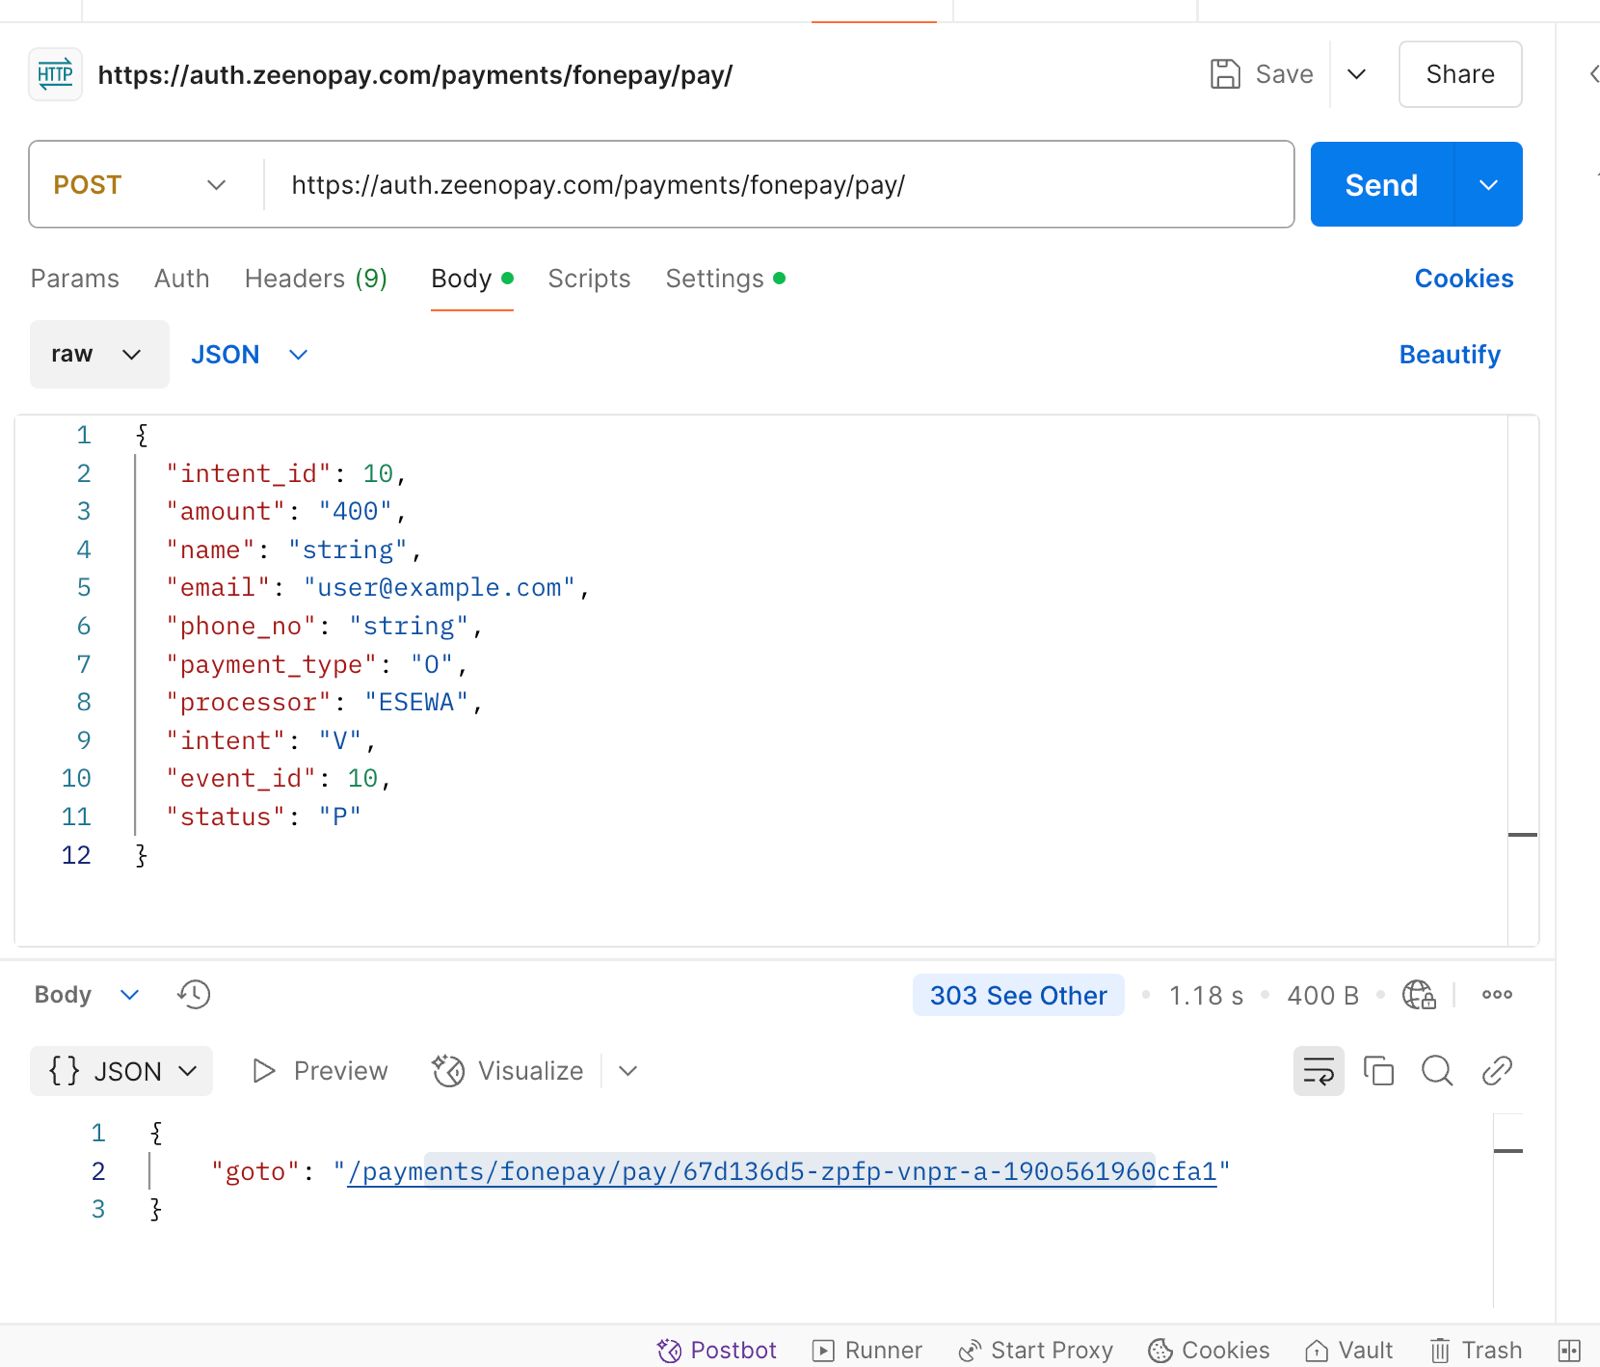 HTTP https://auth.zeenopay.com/payments/fonepay/pay/ Save Share
POST https://auth.zeenopay.com/payments/fonepay/pay/ Send
Params Auth Headers (9) Body Scripts Settings Cookies
raw JSON Beautify
1 {
2 "intent_id": 10,
3 "amount": "400",
4 "name": "string",
5 "email": "user@example.com",
6 "phone_no": "string",
7 "payment_type": "O",
8 "processor": "ESEWA",
9 "intent": "V",
10 "event_id": 10,
11 "status": "P"
12 }
Body 303 See Other • 1.18 s • 400 B •
{} JSON Preview Visualize
1 {
2 "goto": "/payments/fonepay/pay/67d136d5-zpfp-vnpr-a-190o561960cfa1"
3 }
Postbot Runner Start Proxy Cookies Vault Trash